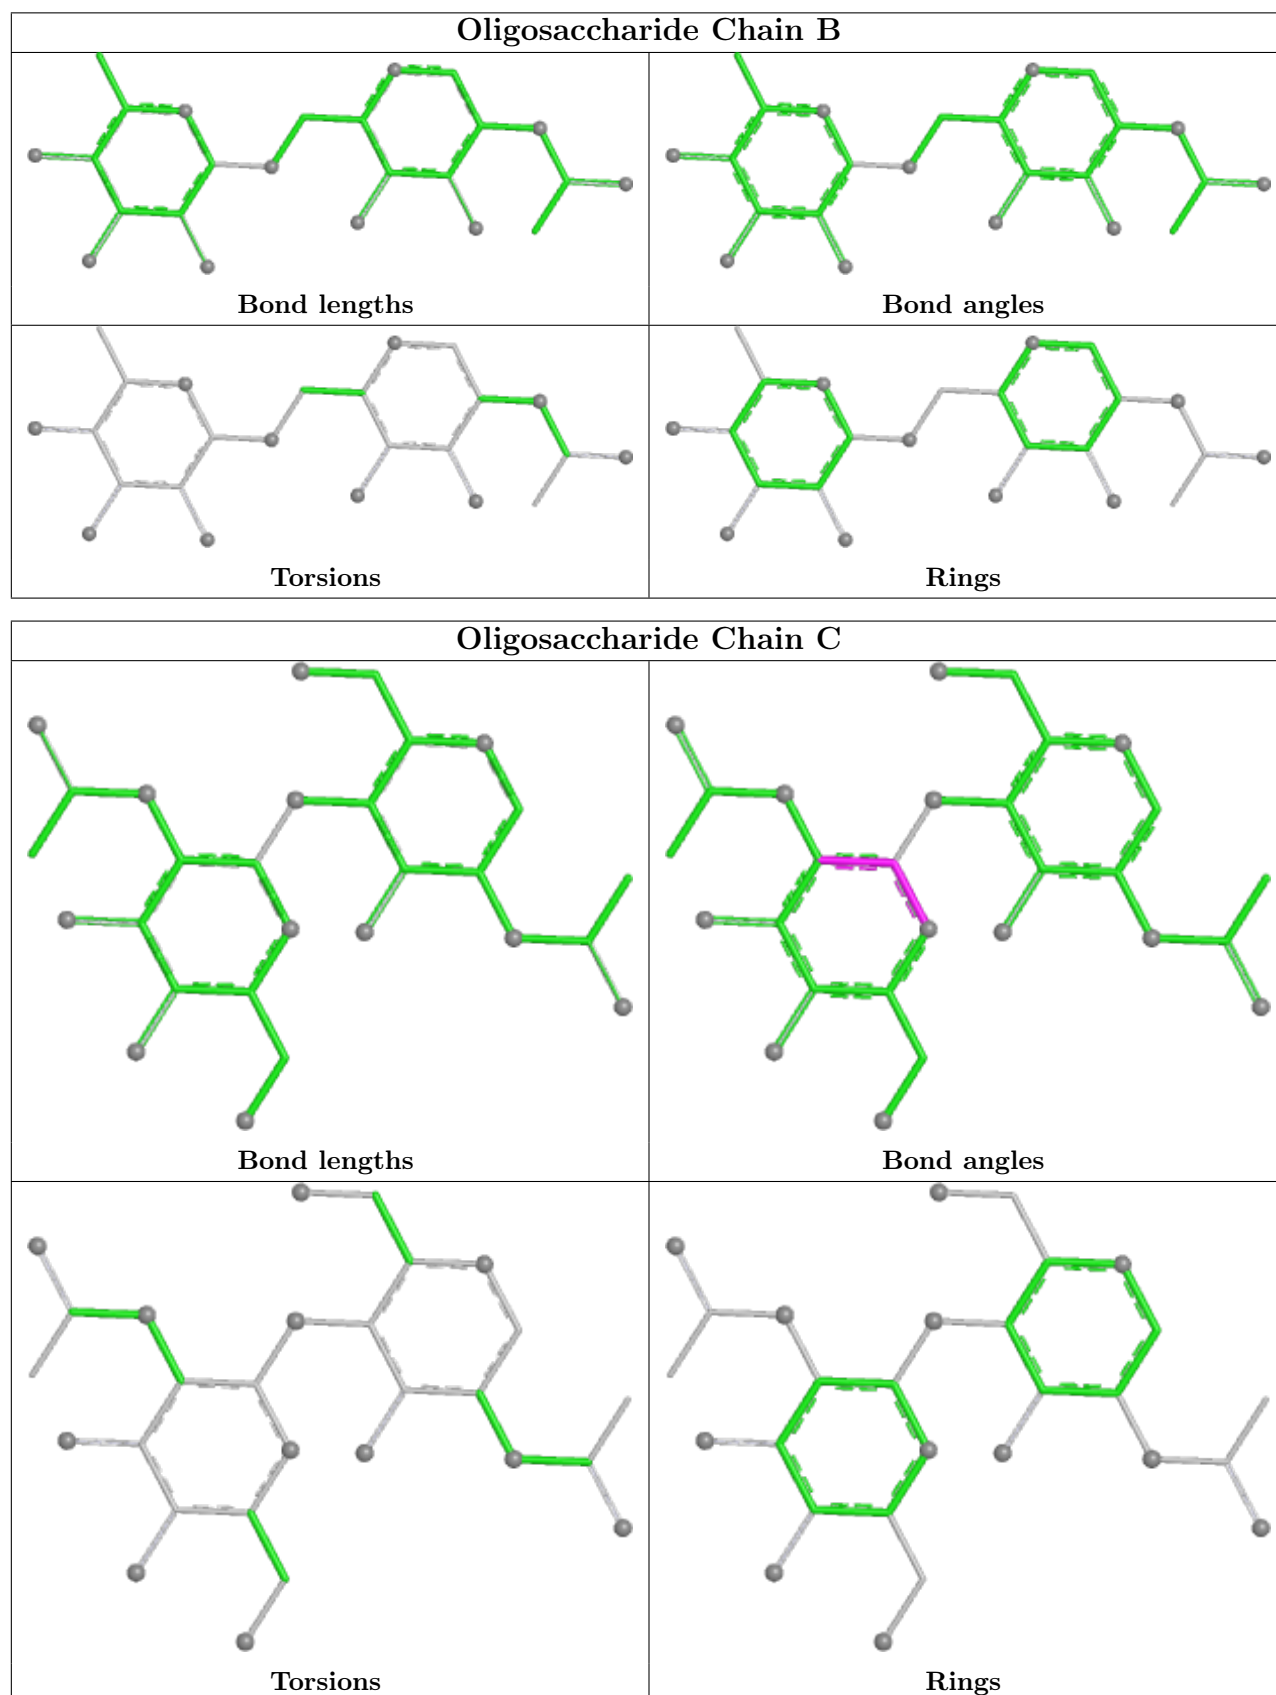 Oligosaccharide Chain B
Bond lengths
Bond angles
Torsions
Rings
Oligosaccharide Chain C
Bond lengths
Bond angles
Torsions
Rings